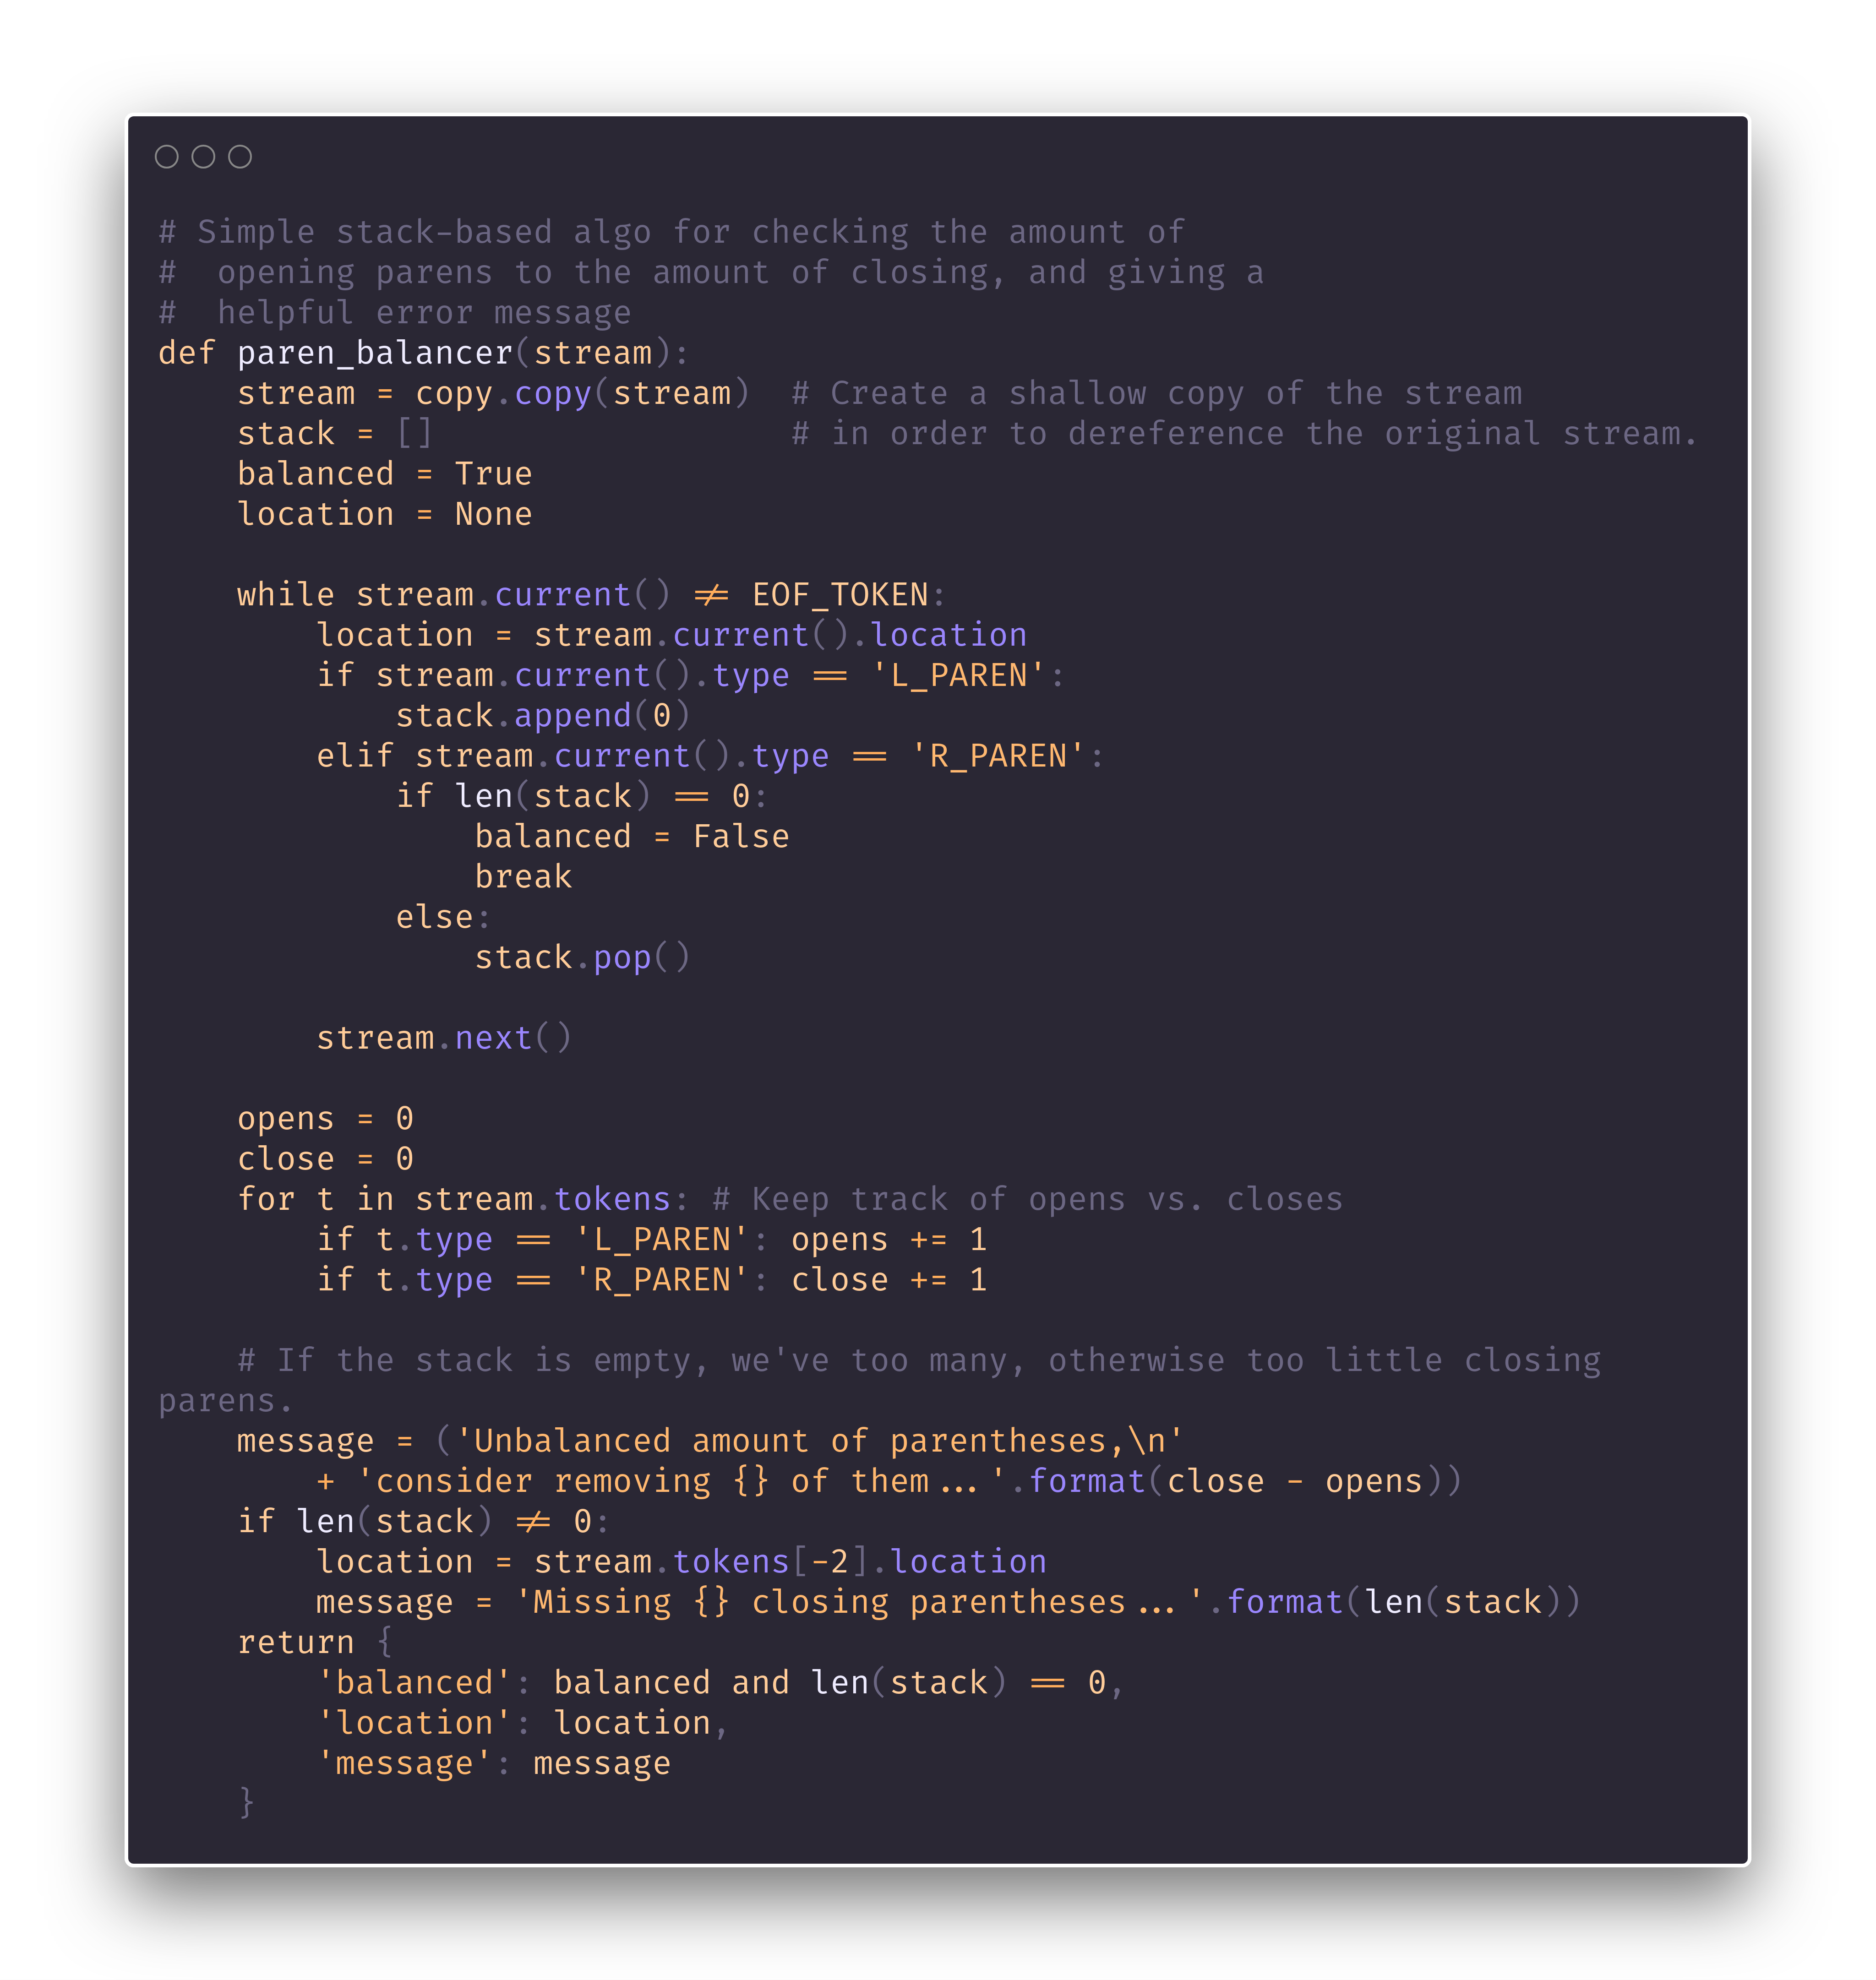 # Simple stack-based algo for checking the amount of
#  opening parens to the amount of closing, and giving a
#  helpful error message
def paren_balancer(stream):
    stream = copy.copy(stream)  # Create a shallow copy of the stream
    stack = []                  # in order to dereference the original stream.
    balanced = True
    location = None

    while stream.current() != EOF_TOKEN:
        location = stream.current().location
        if stream.current().type == 'L_PAREN':
            stack.append(0)
        elif stream.current().type == 'R_PAREN':
            if len(stack) == 0:
                balanced = False
                break
            else:
                stack.pop()

        stream.next()

    opens = 0
    close = 0
    for t in stream.tokens: # Keep track of opens vs. closes
        if t.type == 'L_PAREN': opens += 1
        if t.type == 'R_PAREN': close += 1

    # If the stack is empty, we've too many, otherwise too little closing
parens.
    message = ('Unbalanced amount of parentheses,\n'
        + 'consider removing {} of them...'.format(close - opens))
    if len(stack) != 0:
        location = stream.tokens[-2].location
        message = 'Missing {} closing parentheses...'.format(len(stack))
    return {
        'balanced': balanced and len(stack) == 0,
        'location': location,
        'message': message
    }